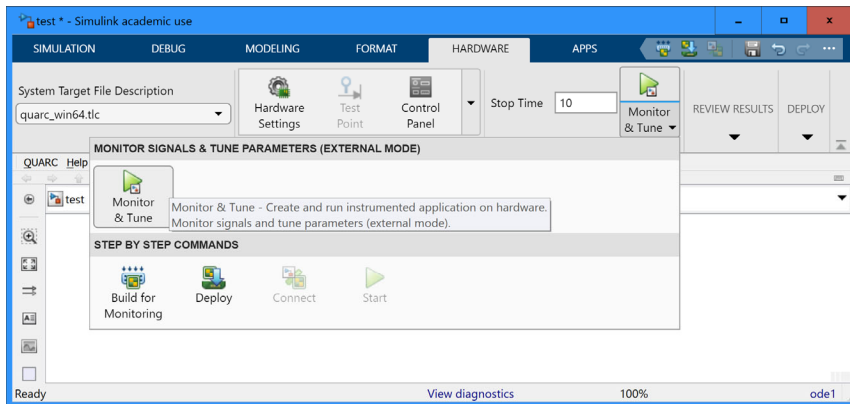 test * - Simulink academic use
SIMULATION DEBUG MODELING FORMAT HARDWARE APPS
System Target File Description
quarc_win64.tlc
Hardware
Settings
Test
Point
Control
Panel
Stop Time 10
Monitor
& Tune
REVIEW RESULTS
DEPLOY
MONITOR SIGNALS & TUNE PARAMETERS (EXTERNAL MODE)
QUARC Help
test
Monitor
& Tune
Monitor & Tune - Create and run instrumented application on hardware.
Monitor signals and tune parameters (external mode).
STEP BY STEP COMMANDS
Build for
Monitoring
Deploy
Connect
Start
Ready View diagnostics 100% ode1